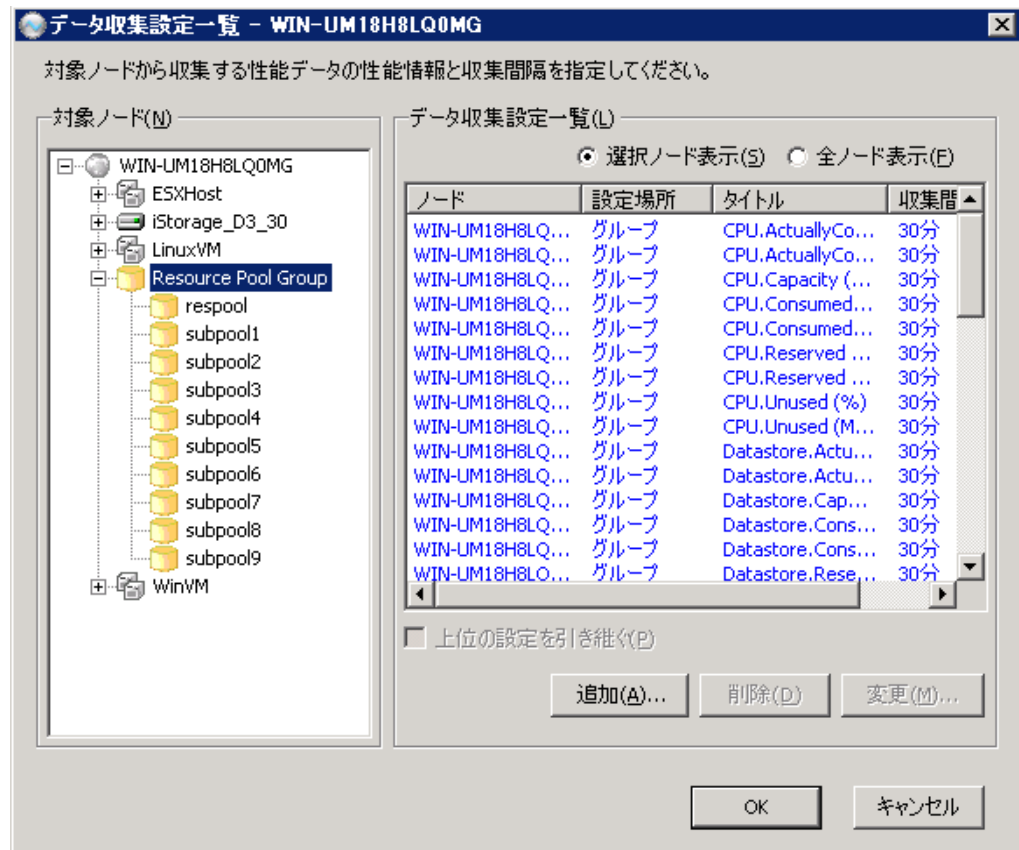 データ収集設定一覧 - WIN-UM18H8LQ0MG
対象ノードから収集する性能データの性能情報と収集間隔を指定してください。
対象ノード(N)
WIN-UM18H8LQ0MG
ESXHost
iStorage_D3_30
LinuxVM
Resource Pool Group
respool
subpool1
subpool2
subpool3
subpool4
subpool5
subpool6
subpool7
subpool8
subpool9
WinVM
データ収集設定一覧(L)
選択ノード表示(S) 全ノード表示(E)
ノード 設定場所 タイトル 収集間
WIN-UM18H8LQ... グループ CPU.ActuallyCo... 30分
WIN-UM18H8LQ... グループ CPU.ActuallyCo... 30分
WIN-UM18H8LQ... グループ CPU.Capacity (... 30分
WIN-UM18H8LQ... グループ CPU.Consumed... 30分
WIN-UM18H8LQ... グループ CPU.Consumed... 30分
WIN-UM18H8LQ... グループ CPU.Reserved ... 30分
WIN-UM18H8LQ... グループ CPU.Reserved ... 30分
WIN-UM18H8LQ... グループ CPU.Unused (%) 30分
WIN-UM18H8LQ... グループ CPU.Unused (M... 30分
WIN-UM18H8LQ... グループ Datastore.Actu... 30分
WIN-UM18H8LQ... グループ Datastore.Actu... 30分
WIN-UM18H8LQ... グループ Datastore.Cap... 30分
WIN-UM18H8LQ... グループ Datastore.Cons... 30分
WIN-UM18H8LQ... グループ Datastore.Cons... 30分
WIN-UM18H8LQ... グループ Datastore.Rese... 30分
上位の設定を引き継ぐ(P)
追加(A)... 削除(D) 変更(M)...
OK キャンセル